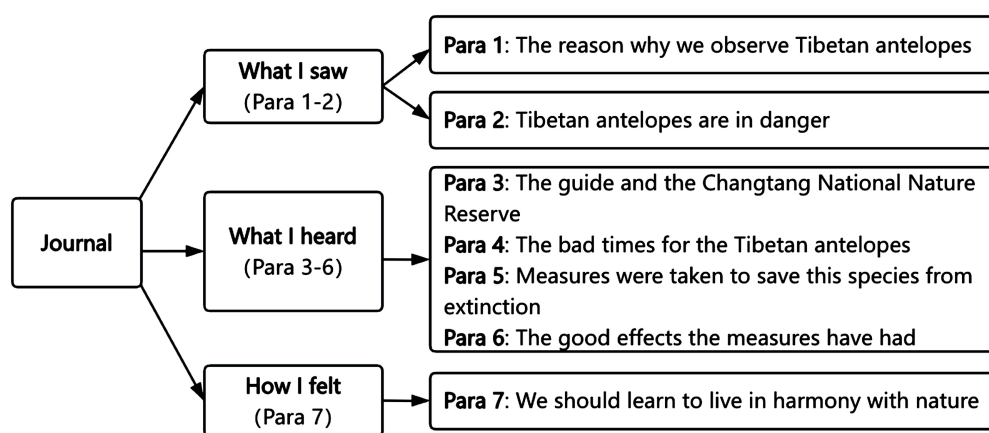 Journal
What I saw
(Para 1-2)
Para 1: The reason why we observe Tibetan antelopes
Para 2: Tibetan antelopes are in danger
What I heard
(Para 3-6)
Para 3: The guide and the Changtang National Nature
Reserve
Para 4: The bad times for the Tibetan antelopes
Para 5: Measures were taken to save this species from
extinction
Para 6: The good effects the measures have had
How I felt
(Para 7)
Para 7: We should learn to live in harmony with nature